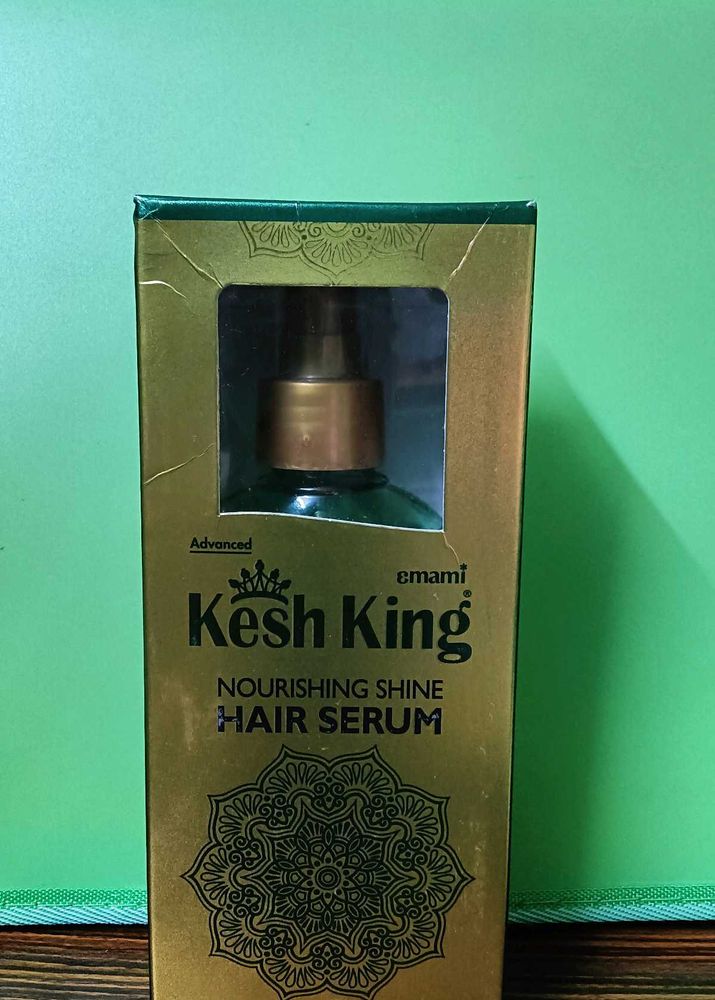 Advanced
emami
Kesh King®
NOURISHING SHINE
HAIR SERUM